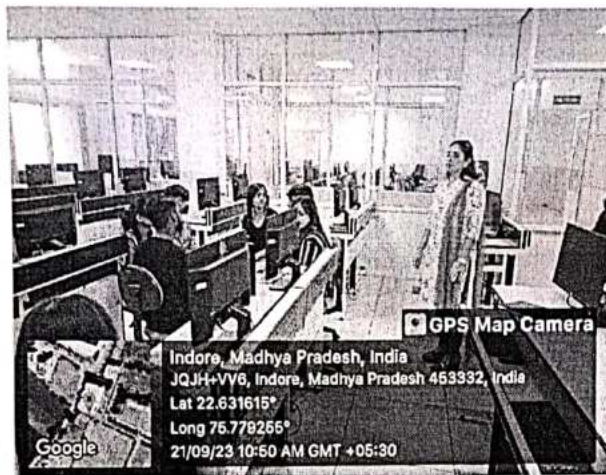 GPS Map Camera
Indore, Madhya Pradesh, India
JQJH+VV6, Indore, Madhya Pradesh 453332, India
Lat 22.631615°
Long 75.779255°
21/09/23 10:50 AM GMT +05:30
Google